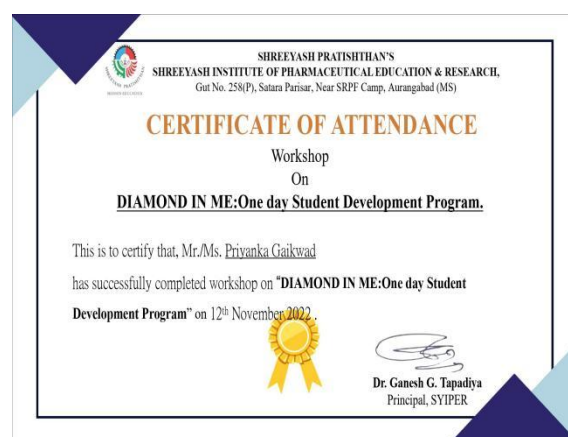 SHREEYASH PRATISHTHAN'S
SHREEYASH INSTITUTE OF PHARMACEUTICAL EDUCATION & RESEARCH,
Gut No. 258(P), Satara Parisar, Near SRPF Camp, Aurangabad (MS)
CERTIFICATE OF ATTENDANCE
Workshop
On
DIAMOND IN ME:One day Student Development Program.
This is to certify that, Mr./Ms. Priyanka Gaikwad
has successfully completed workshop on "DIAMOND IN ME:One day Student
Development Program" on 12th November 2022 .
Dr. Ganesh G. Tapadiya
Principal, SYIPER